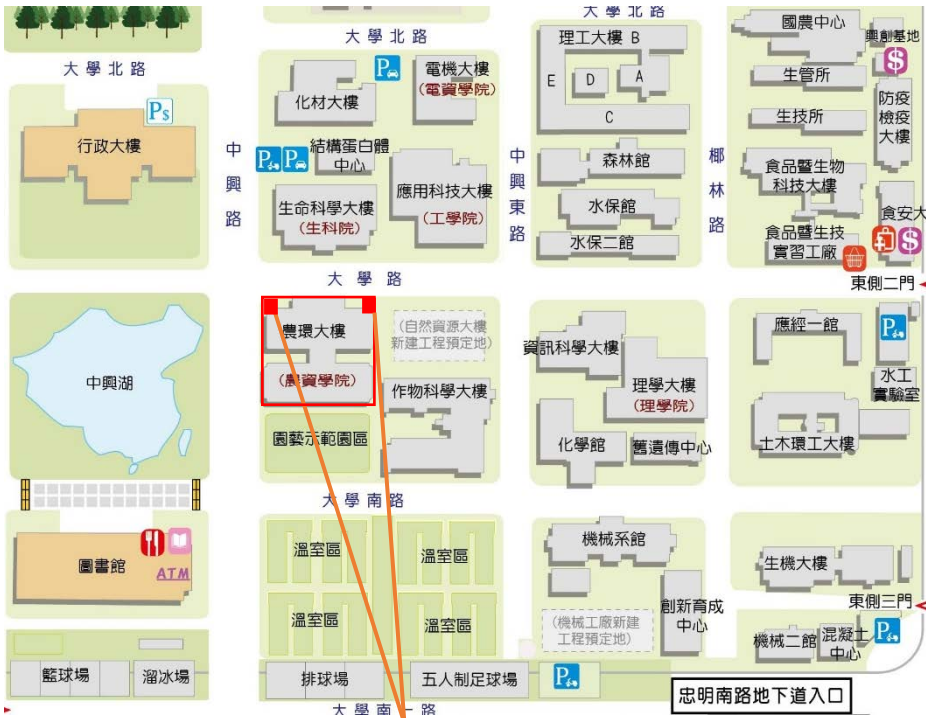 大學北路
大學北路
大學北路
行政大樓
Ps
中興路
化材大樓
P
電機大樓
(電資學院)
P
P
結構蛋白體
中心
生命科學大樓
(生科院)
應用科技大樓
(工學院)
中興東路
理工大樓 B
E
D
A
C
森林館
水保館
水保二館
椰林路
國農中心
興創基地
$
生管所
生技所
防疫
檢疫
大樓
食品暨生物
科技大樓
食安大
食品暨生技
實習工廠
$
東側二門
大學路
中興湖
農環大樓
(農資學院)
(自然資源大樓
新建工程預定地)
作物科學大樓
園藝示範園區
資訊科學大樓
理學大樓
(理學院)
化學館
舊遺傳中心
應經一館
P
水工
實驗室
土木環工大樓
大學南路
圖書館
ATM
溫室區
溫室區
溫室區
溫室區
機械系館
創新育成
中心
(機械工廠新建
工程預定地)
生機大樓
東側三門
機械二館
混凝土
中心
P
籃球場
溜冰場
排球場
五人制足球場
P
忠明南路地下道入口
大學南一路